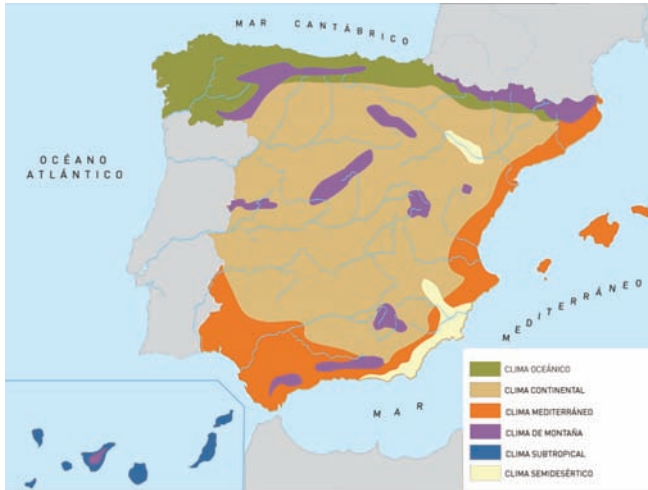 MAR CANTÁBRICO
OCÉANO
ATLÁNTICO
MEDITERRÁNEO
MAR
CLIMA OCEÁNICO
CLIMA CONTINENTAL
CLIMA MEDITERRÁNEO
CLIMA DE MONTAÑA
CLIMA SUBTROPICAL
CLIMA SEMIDESÉRTICO